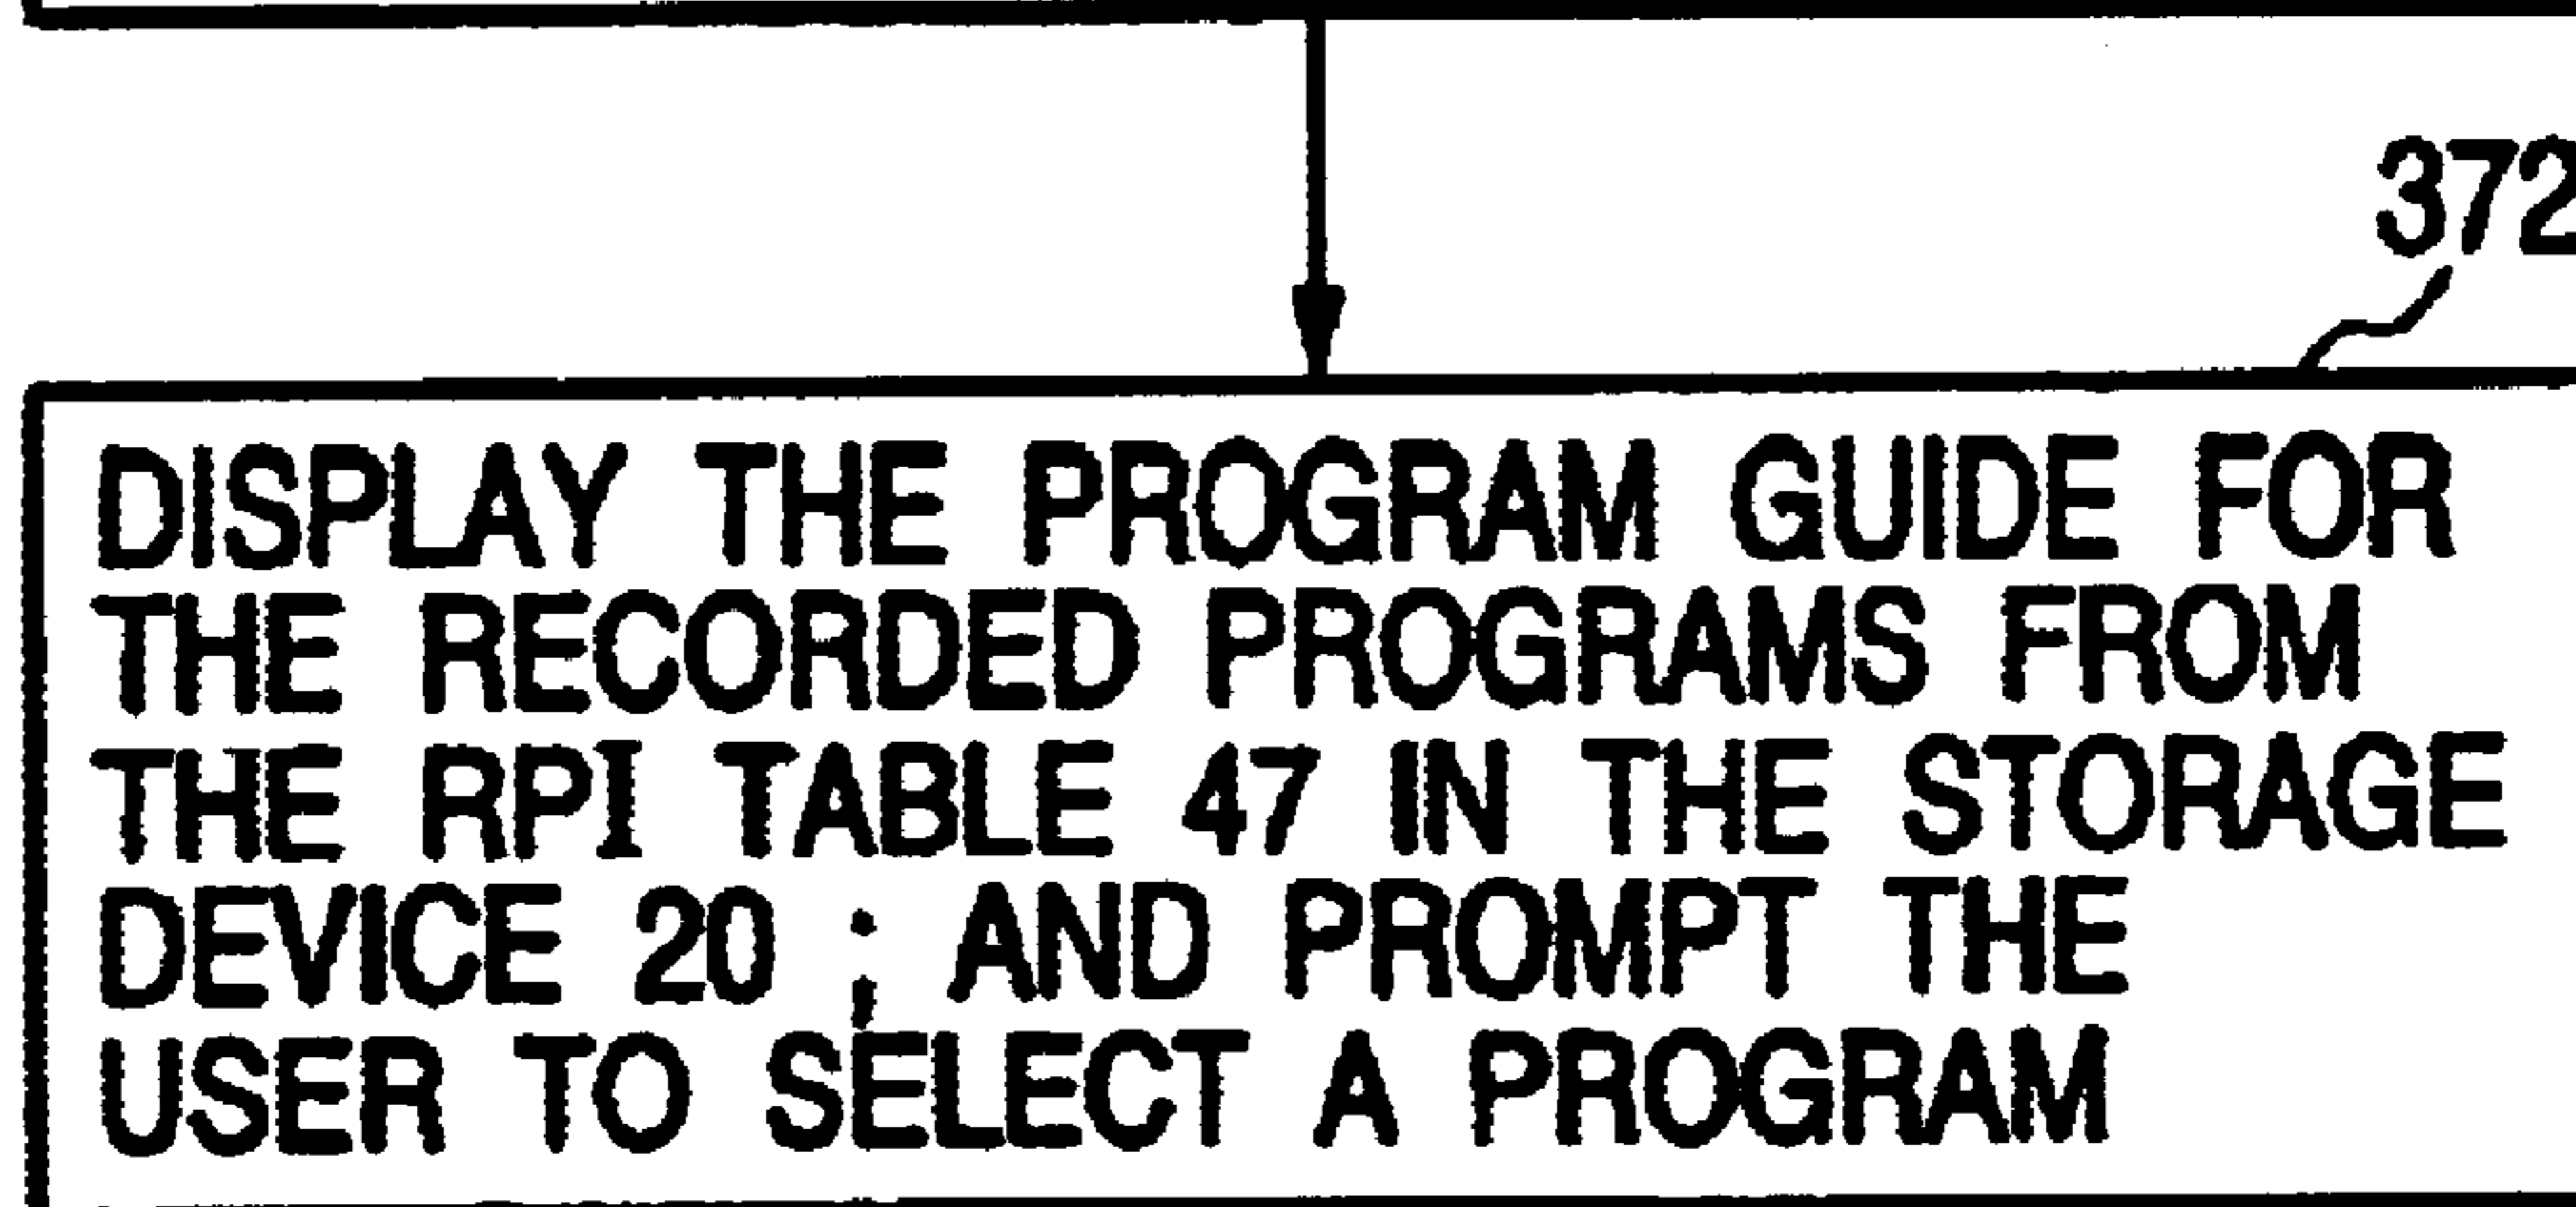 372
DISPLAY THE PROGRAM GUIDE FOR
THE RECORDED PROGRAMS FROM
THE RPI TABLE 47 IN THE STORAGE
DEVICE 20 ; AND PROMPT THE
USER TO SELECT A PROGRAM